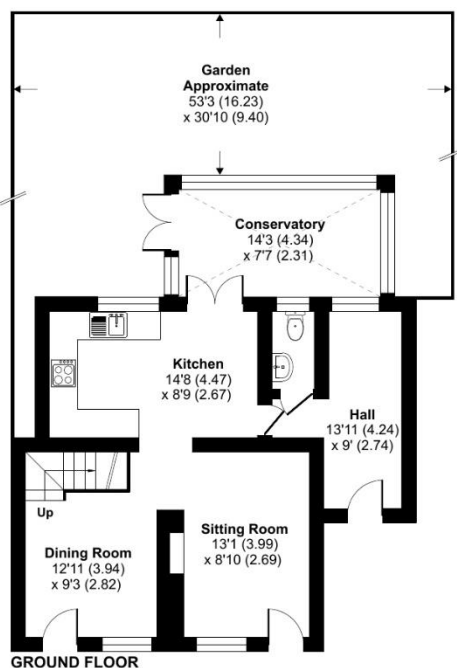 Garden
Approximate
53'3 (16.23)
x 30'10 (9.40)
Conservatory
14'3 (4.34)
x 7'7 (2.31)
Kitchen
14'8 (4.47)
x 8'9 (2.67)
Hall
13'11 (4.24)
x 9' (2.74)
Up
Sitting Room
13'1 (3.99)
x 8'10 (2.69)
Dining Room
12'11 (3.94)
x 9'3 (2.82)
GROUND FLOOR